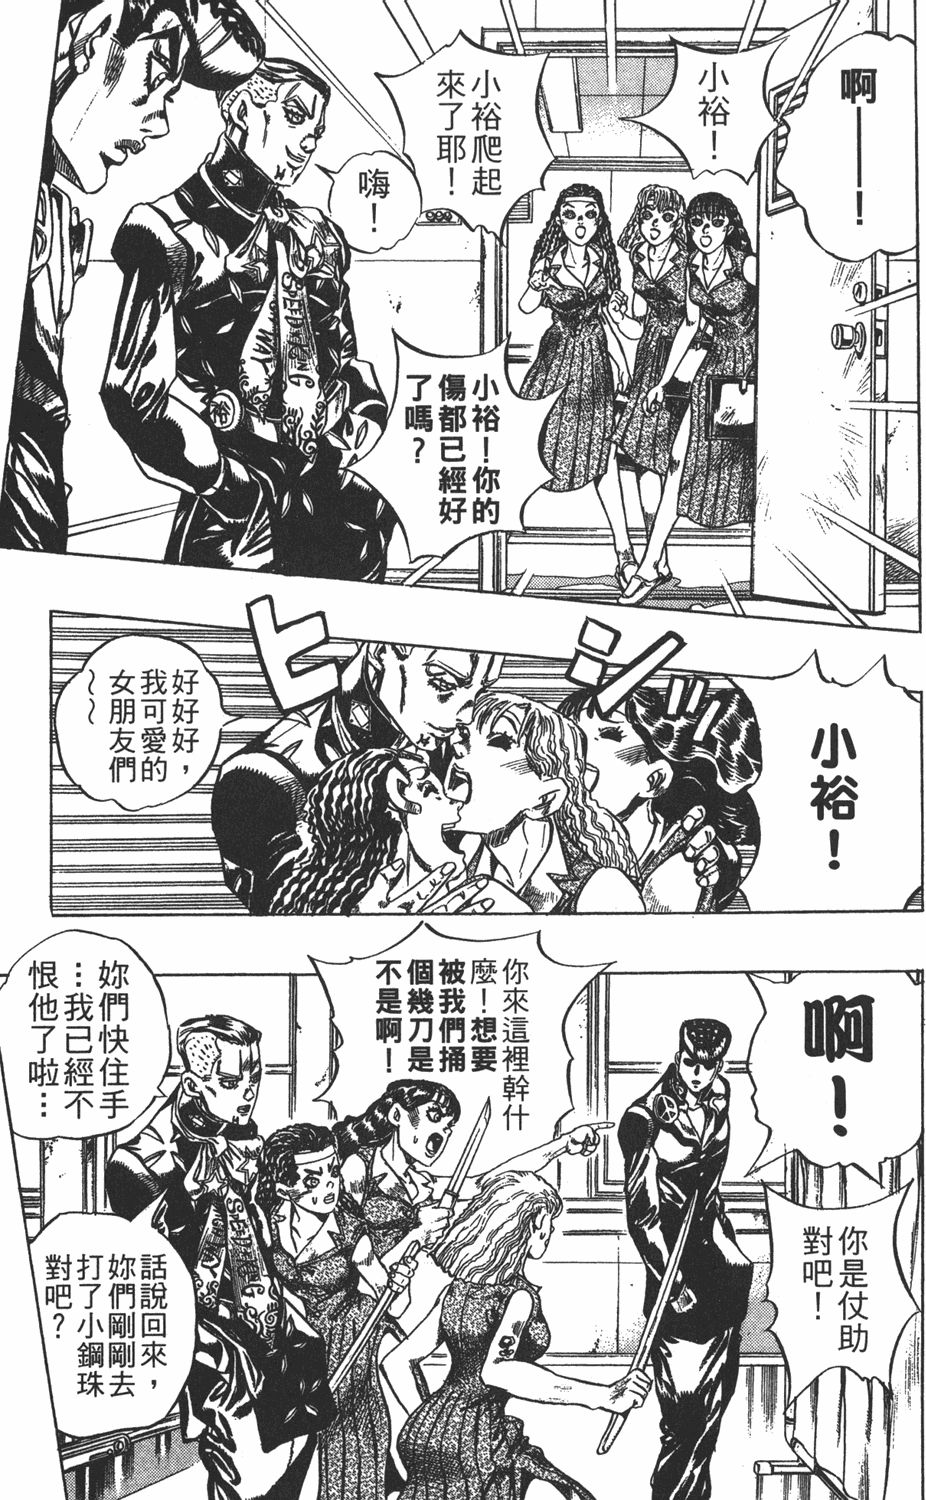 啊——！
小裕！
小裕爬起
來了耶！
嗨！
小裕！你的
傷都已經好
了嗎？
小裕！
ヒシッ
好好好，
我可愛的
女朋友們
～～
啊！
你是仗助
對吧！
你來這裡幹什
麼！想要
被我們捅
個幾刀是
不是啊！
妳們快住手
…我已經不
恨他了啦…
話說回來，
妳們剛剛去
打了小鋼珠
對吧？
裕